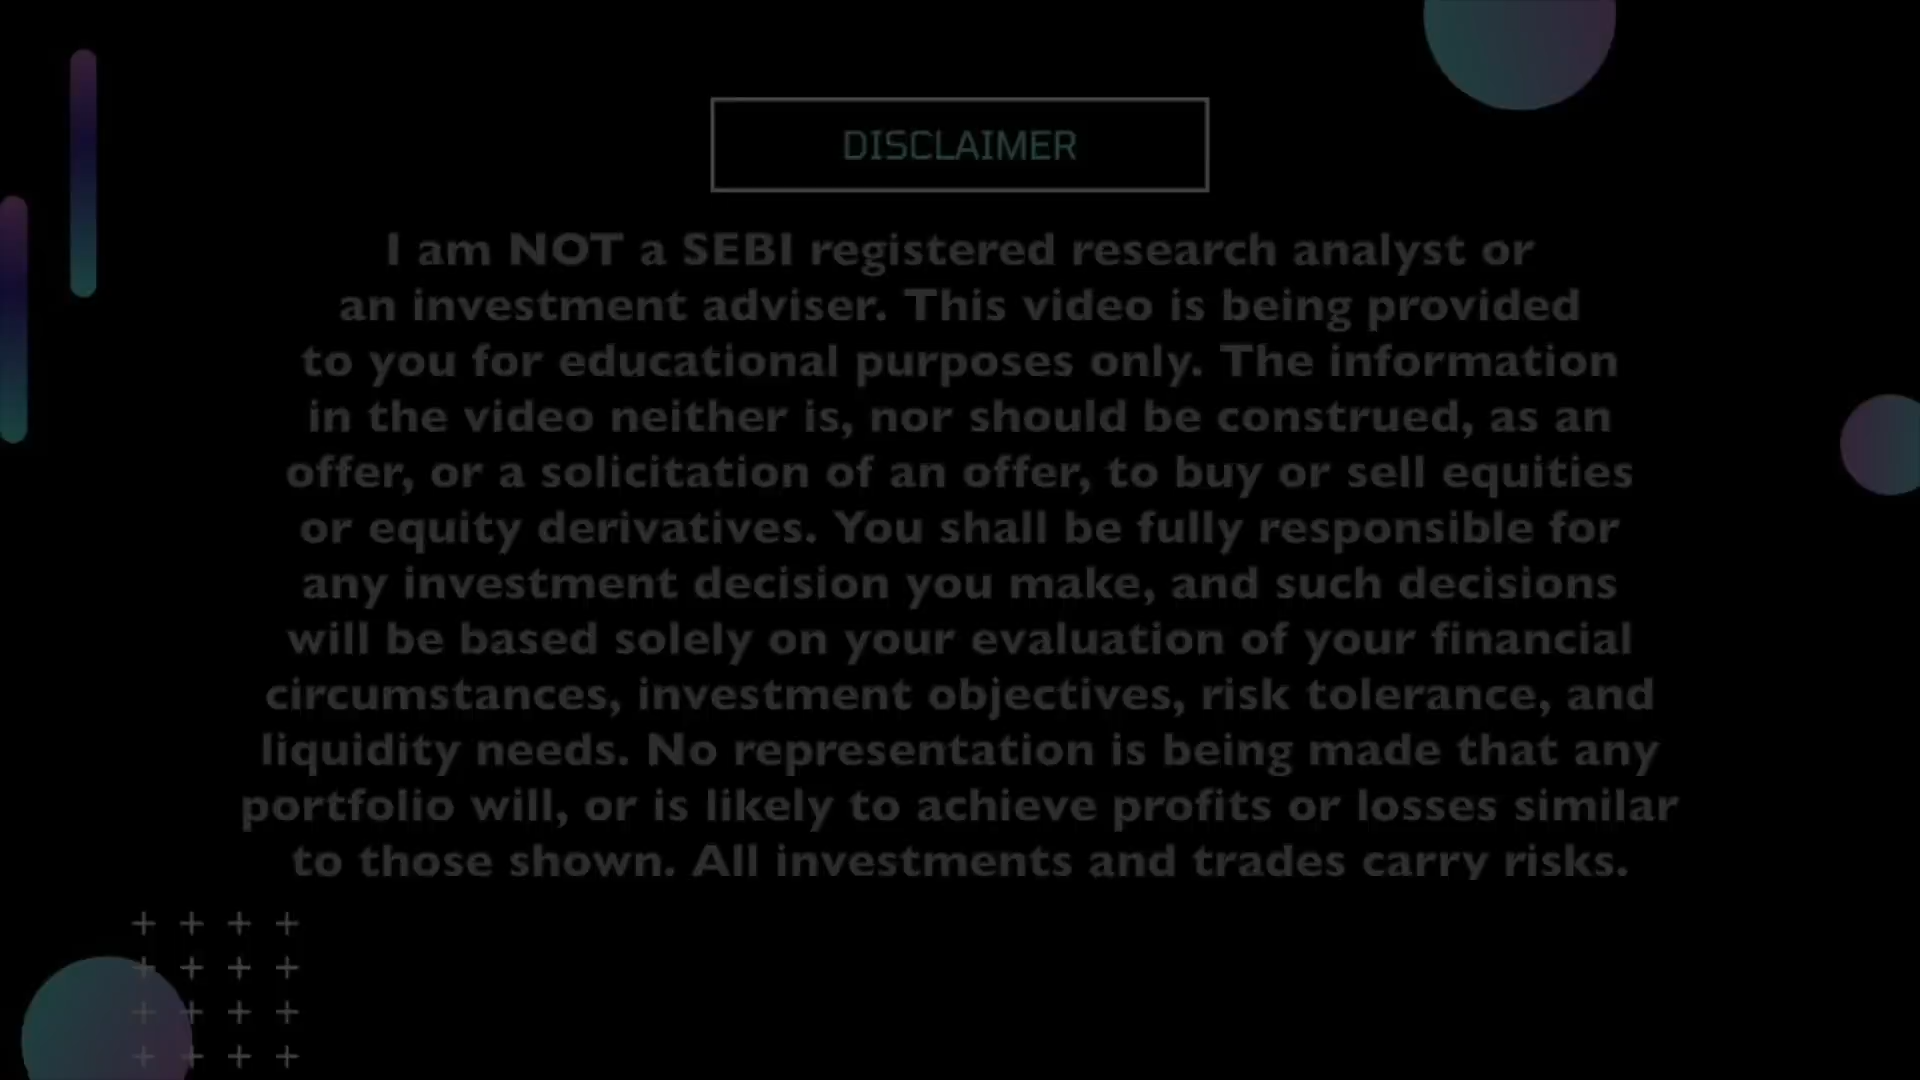 DISCLAIMER
I am NOT a SEBI registered research analyst or
an investment adviser. This video is being provided
to you for educational purposes only. The information
in the video neither is, nor should be construed, as an
offer, or a solicitation of an offer, to buy or sell equities
or equity derivatives. You shall be fully responsible for
any investment decision you make, and such decisions
will be based solely on your evaluation of your financial
circumstances, investment objectives, risk tolerance, and
liquidity needs. No representation is being made that any
portfolio will, or is likely to achieve profits or losses similar
to those shown. All investments and trades carry risks.